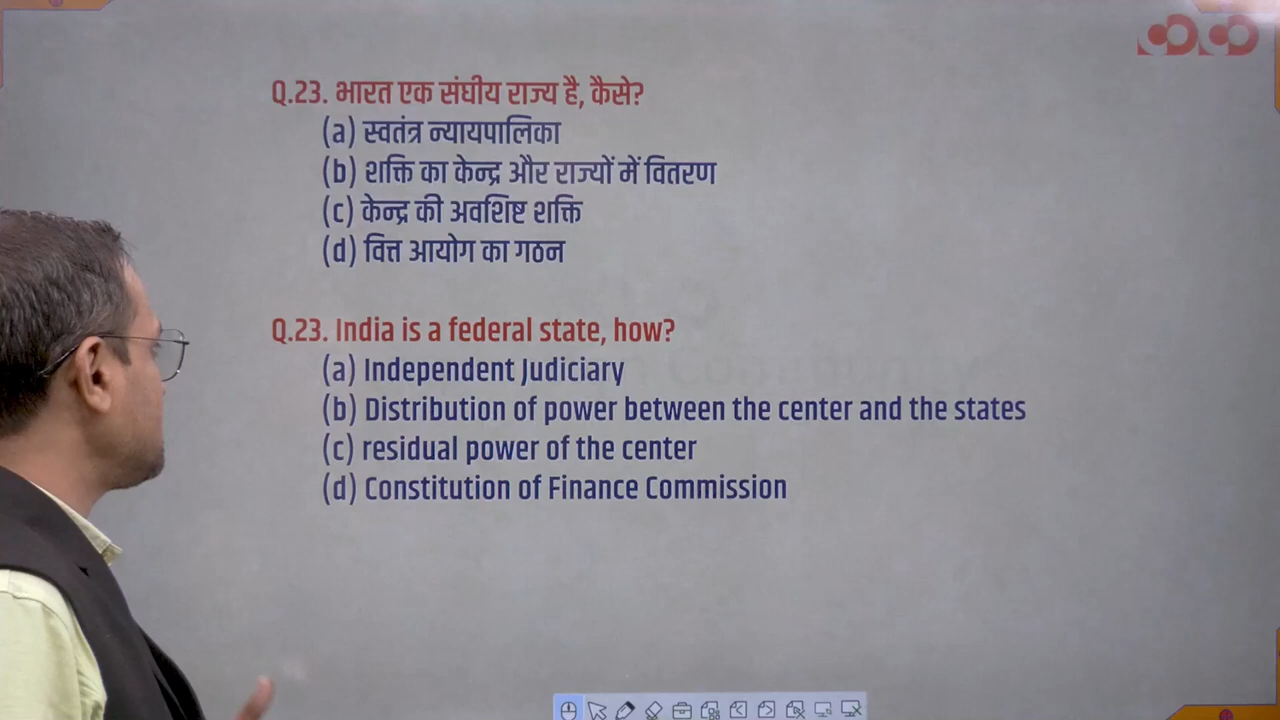 Q.23. भारत एक संघीय राज्य है, कैसे?
(a) स्वतंत्र न्यायपालिका
(b) शक्ति का केन्द्र और राज्यों में वितरण
(c) केन्द्र की अवशिष्ट शक्ति
(d) वित्त आयोग का गठन
Q.23. India is a federal state, how?
(a) Independent Judiciary
(b) Distribution of power between the center and the states
(c) residual power of the center
(d) Constitution of Finance Commission